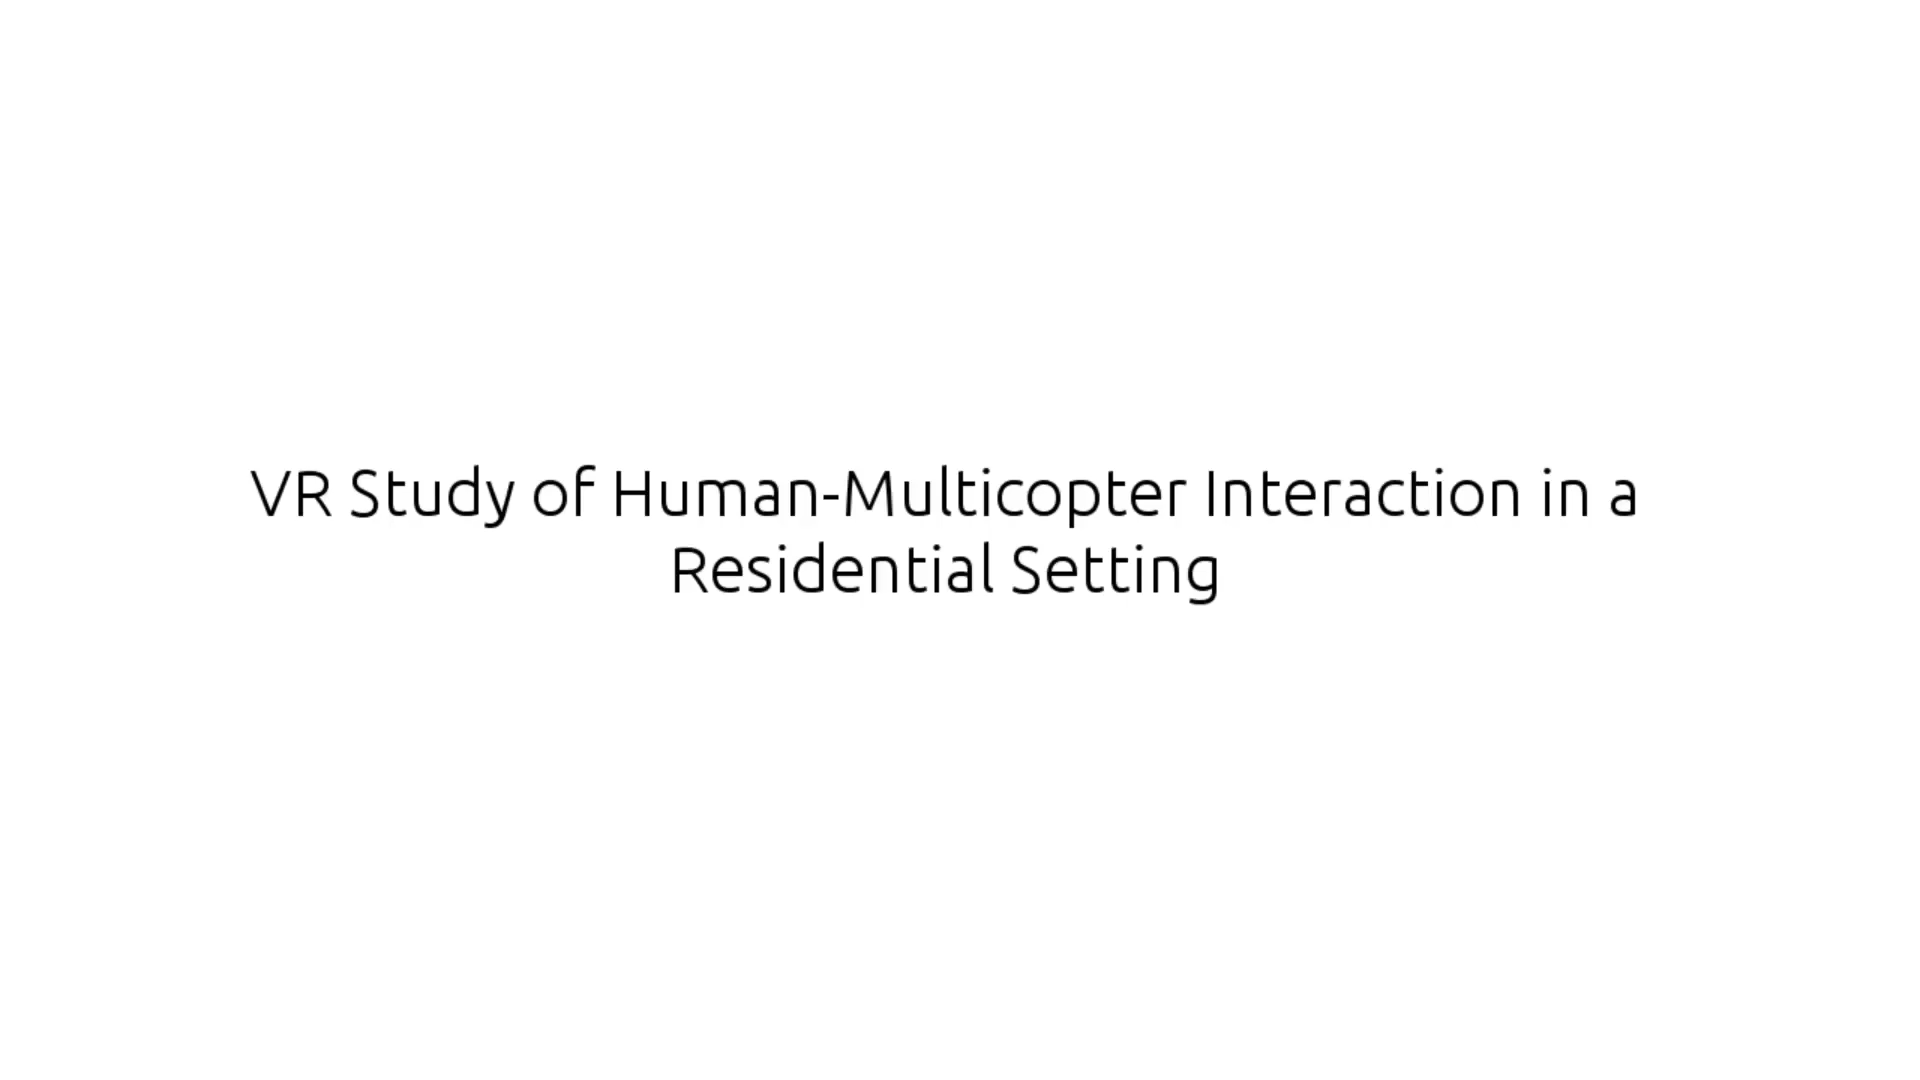 VR Study of Human-Multicopter Interaction in a
Residential Setting